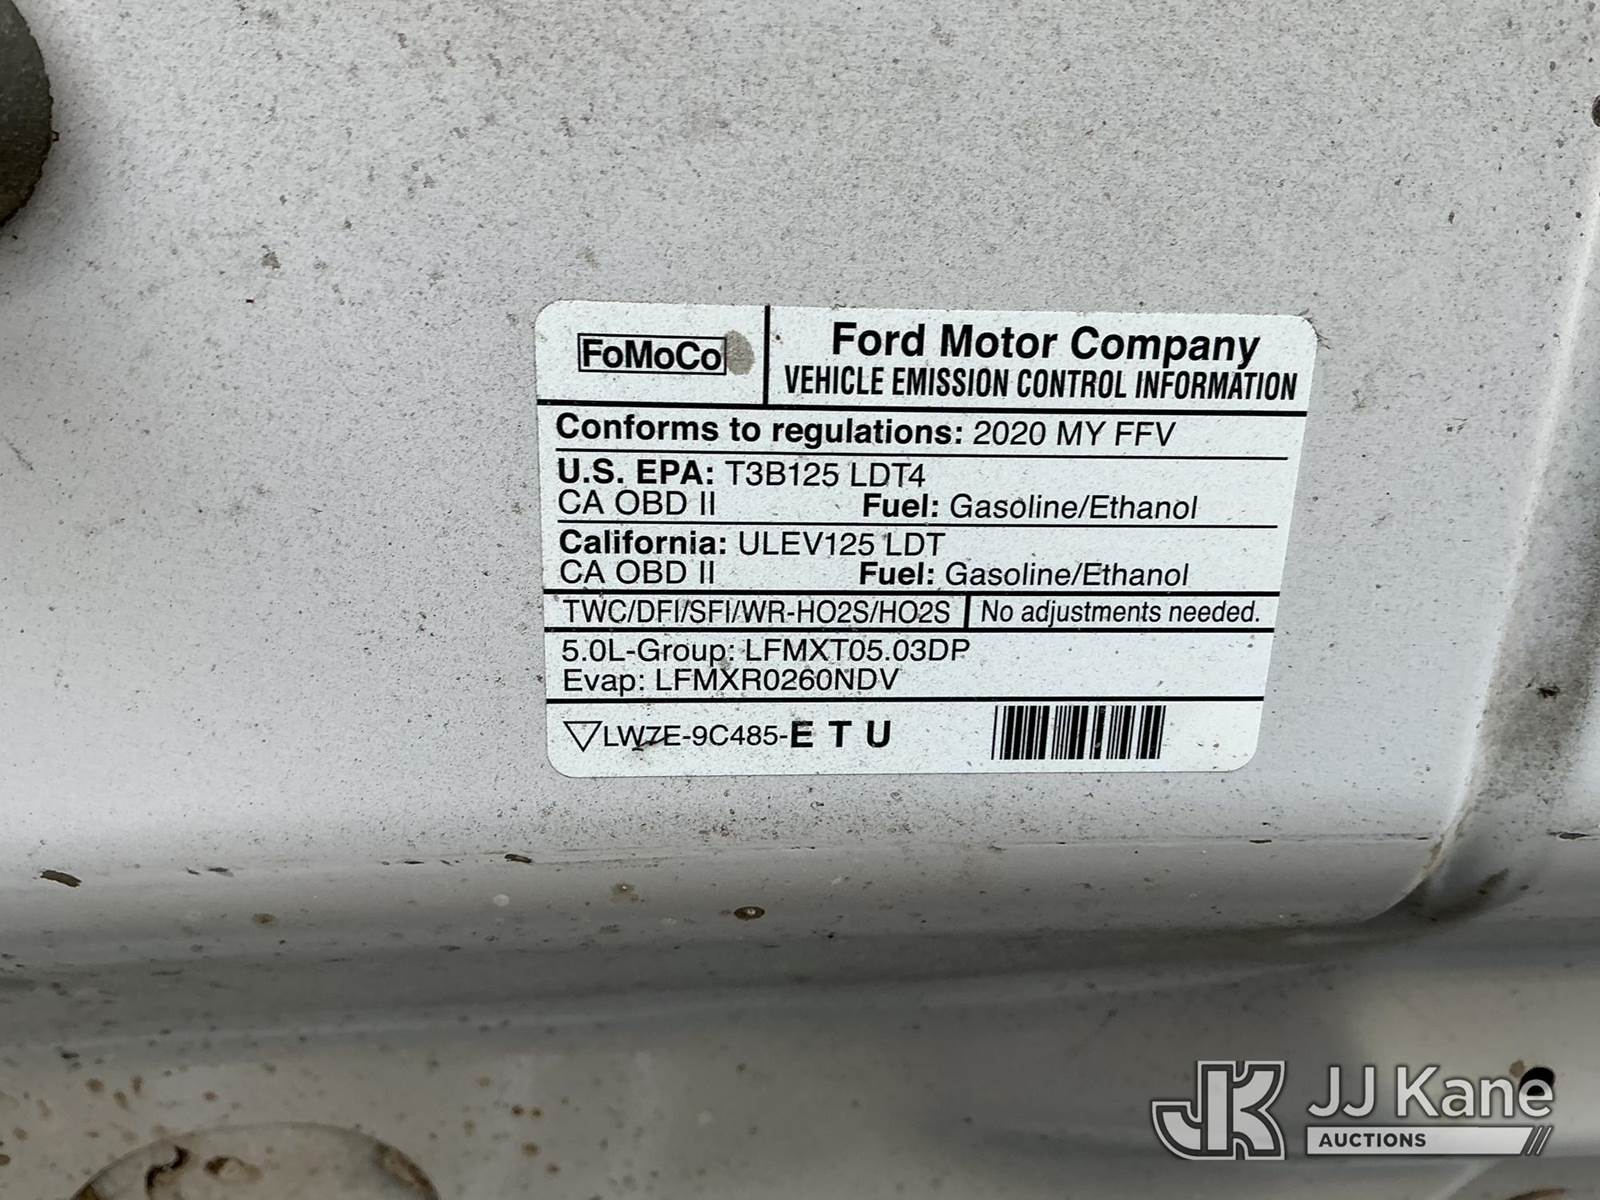 FoMoCo
Ford Motor Company
VEHICLE EMISSION CONTROL INFORMATION
Conforms to regulations: 2020 MY FFV
U.S. EPA: T3B125 LDT4
CA OBD II Fuel: Gasoline/Ethanol
California: ULEV125 LDT
CA OBD II Fuel: Gasoline/Ethanol
TWC/DFI/SFI/WR-HO2S/HO2S No adjustments needed.
5.0L-Group: LFMXT05.03DP
Evap: LFMXR0260NDV
LW7E-9C485-E T U
JK JJ Kane
AUCTIONS